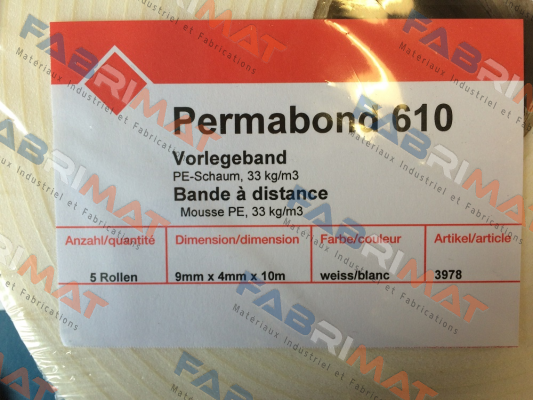 FABRIMAT
Matériaux Industriel et Fabrications
Permabond 610
Vorlegeband
PE-Schaum, 33 kg/m3
Bande à distance
Mousse PE, 33 kg/m3
Anzahl/quantité Dimension/dimension Farbe/couleur Artikel/article
5 Rollen 9mm x 4mm x 10m weiss/blanc 3978